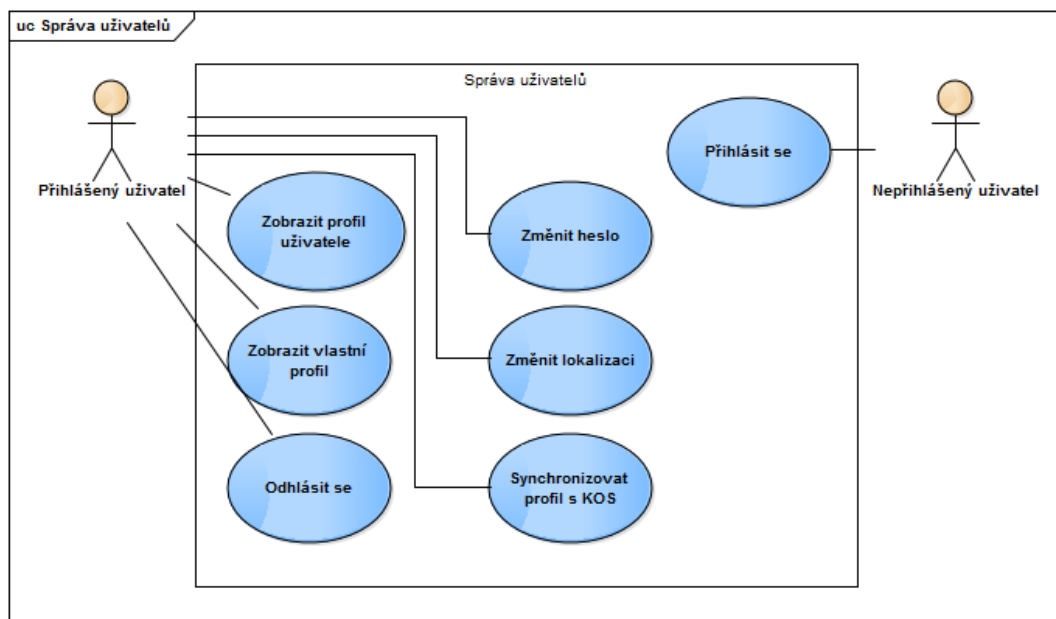 uc Správa uživatelů
Správa uživatelů
Přihlášený uživatel
Nepřihlášený uživatel
Přihlásit se
Zobrazit profil
uživatele
Změnit heslo
Zobrazit vlastní
profil
Změnit lokalizaci
Odhlásit se
Synchronizovat
profil s KOS